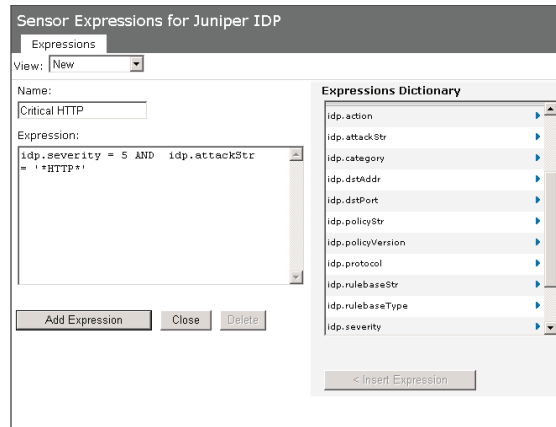 Sensor Expressions for Juniper IDP
Expressions
View: New
Name:
Critical HTTP
Expression:
idp.severity = 5 AND  idp.attackStr
= '*HTTP*'
Add Expression
Close
Delete
Expressions Dictionary
idp.action
idp.attackStr
idp.category
idp.dstAddr
idp.dstPort
idp.policyStr
idp.policyVersion
idp.protocol
idp.rulebaseStr
idp.rulebaseType
idp.severity
< Insert Expression